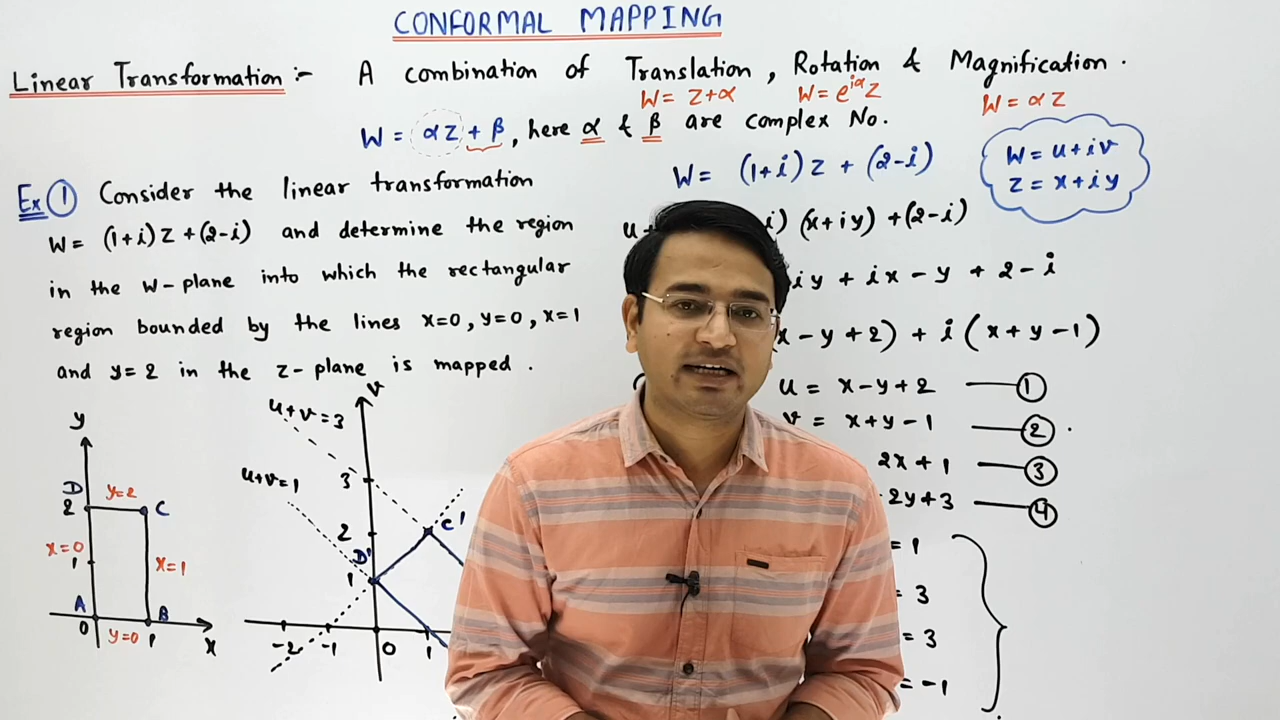 CONFORMAL MAPPING
Linear Transformation :- A combination of Translation, Rotation & Magnification.
W = Z+α W = e^{iα}Z W = αZ
W = αZ + β, here α & β are complex No.
W = u+iv
Z = x+iy
Ex 1 Consider the linear transformation
W = (1+i)Z+(2-i) and determine the region
in the W-plane into which the rectangular
region bounded by the lines x=0, y=0, x=1
and y=2 in the z-plane is mapped.
W = (1+i)Z + (2-i)
u+ i) (x+iy) +(2-i)
iy + ix - y + 2 - i
(x - y + 2) + i (x + y - 1)
u = x-y+2 1
v = x+y-1 2
2x+1 3
2y+3 4
= 1
= 3
= 3
= -1
y
D
2
y=2
C
x=0
1
x=1
A
B
0
y=0
1
x
v
u+v=3
u+v=1
3
2
C'
D'
1
-2
-1
0
1